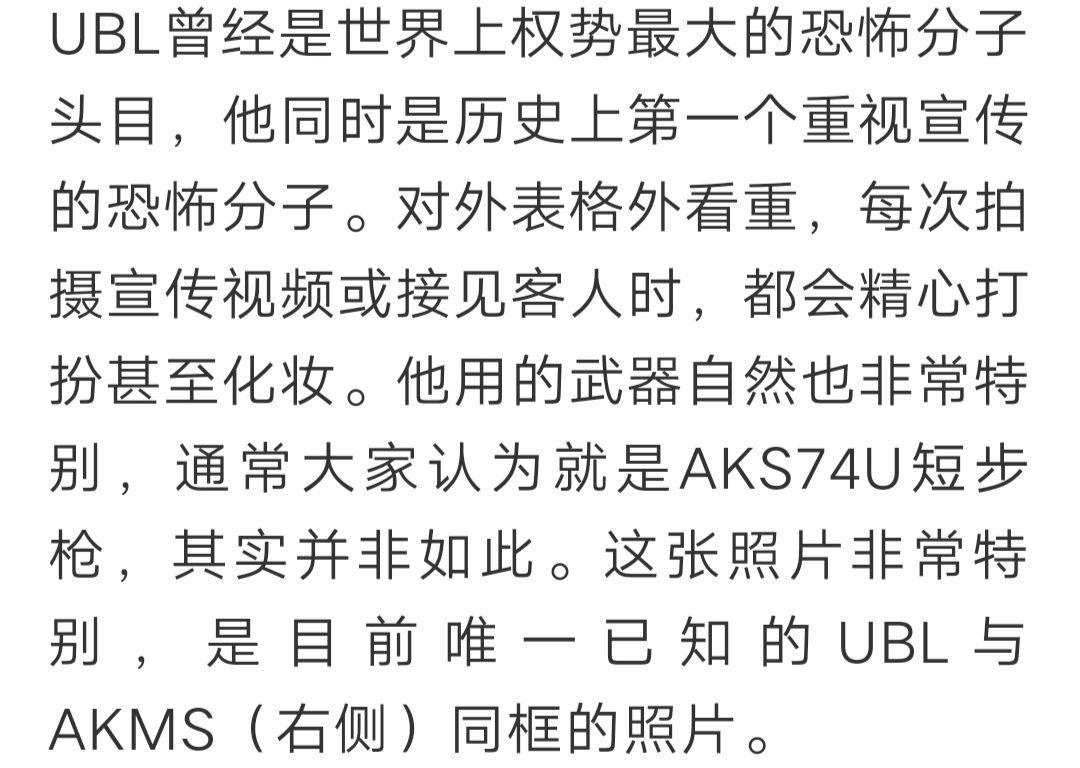 UBL曾经是世界上权势最大的恐怖分子
头目，他同时是历史上第一个重视宣传
的恐怖分子。对外表格外看重，每次拍
摄宣传视频或接见客人时，都会精心打
扮甚至化妆。他用的武器自然也非常特
别，通常大家认为就是AKS74U短步
枪，其实并非如此。这张照片非常特
别，是目前唯一已知的UBL与
AKMS（右侧）同框的照片。